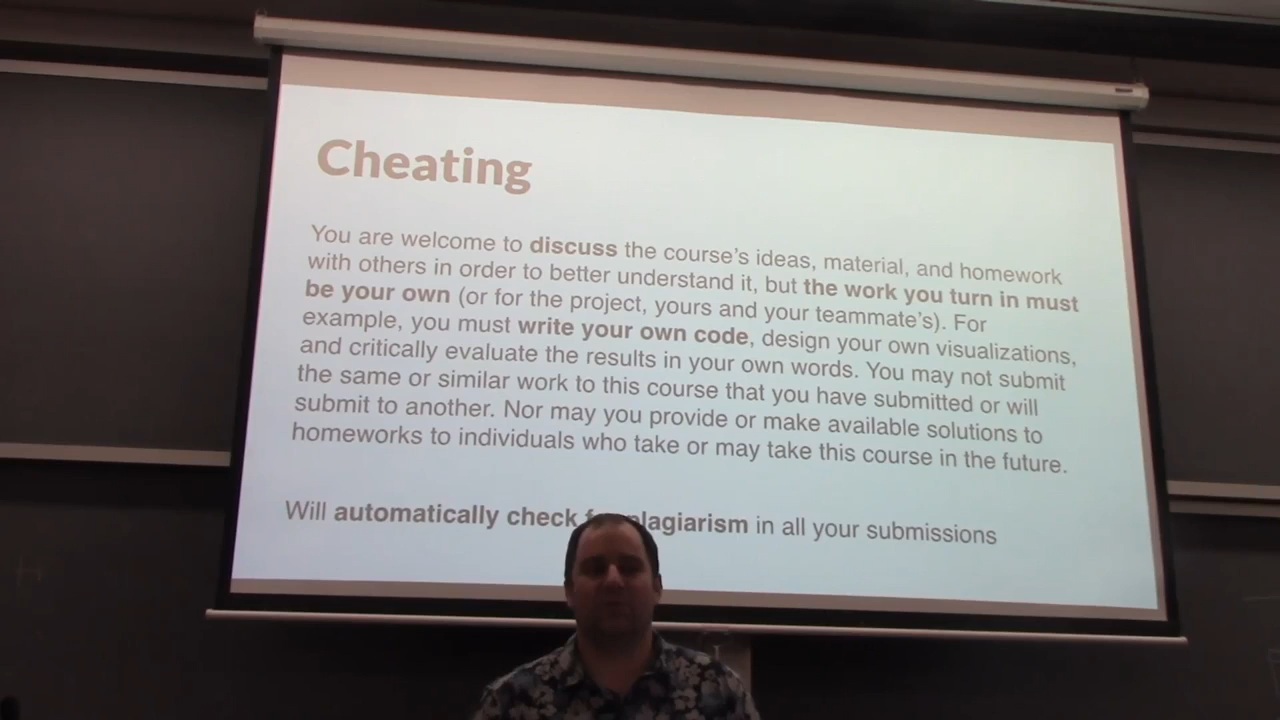 Cheating
You are welcome to discuss the course's ideas, material, and homework
with others in order to better understand it, but the work you turn in must
be your own (or for the project, yours and your teammate's). For
example, you must write your own code, design your own visualizations,
and critically evaluate the results in your own words. You may not submit
the same or similar work to this course that you have submitted or will
submit to another. Nor may you provide or make available solutions to
homeworks to individuals who take or may take this course in the future.
Will automatically check plagiarism in all your submissions